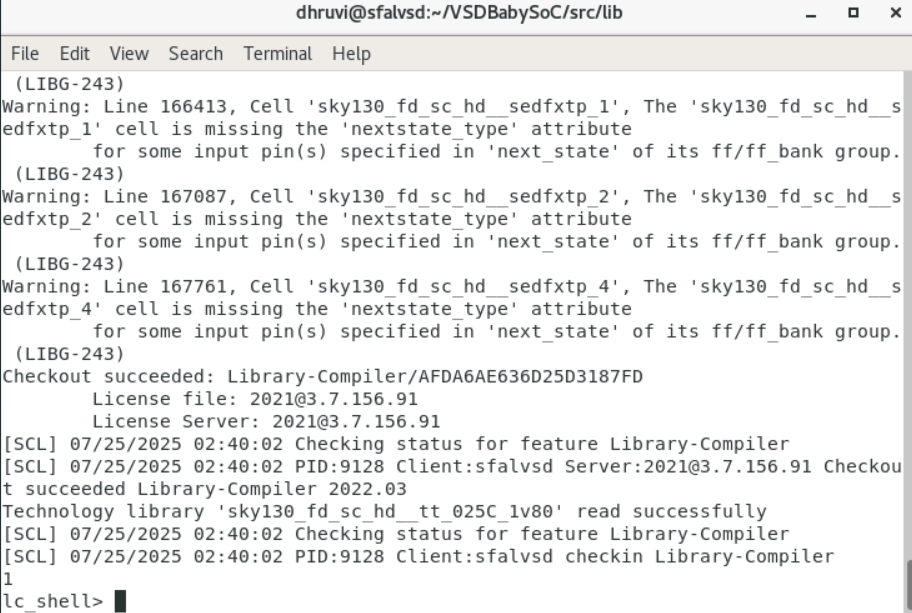 dhruvi@sfalvsd:~/VSDBabySoC/src/lib
File Edit View Search Terminal Help
(LIBG-243)
Warning: Line 166413, Cell 'sky130_fd_sc_hd__sedfxtp_1', The 'sky130_fd_sc_hd__s
edfxtp_1' cell is missing the 'nextstate_type' attribute
for some input pin(s) specified in 'next_state' of its ff/ff_bank group.
(LIBG-243)
Warning: Line 167087, Cell 'sky130_fd_sc_hd__sedfxtp_2', The 'sky130_fd_sc_hd__s
edfxtp_2' cell is missing the 'nextstate_type' attribute
for some input pin(s) specified in 'next_state' of its ff/ff_bank group.
(LIBG-243)
Warning: Line 167761, Cell 'sky130_fd_sc_hd__sedfxtp_4', The 'sky130_fd_sc_hd__s
edfxtp_4' cell is missing the 'nextstate_type' attribute
for some input pin(s) specified in 'next_state' of its ff/ff_bank group.
(LIBG-243)
Checkout succeeded: Library-Compiler/AFDA6AE636D25D3187FD
License file: 2021@3.7.156.91
License Server: 2021@3.7.156.91
[SCL] 07/25/2025 02:40:02 Checking status for feature Library-Compiler
[SCL] 07/25/2025 02:40:02 PID:9128 Client:sfalvsd Server:2021@3.7.156.91 Checkou
t succeeded Library-Compiler 2022.03
Technology library 'sky130_fd_sc_hd__tt_025C_1v80' read successfully
[SCL] 07/25/2025 02:40:02 Checking status for feature Library-Compiler
[SCL] 07/25/2025 02:40:02 PID:9128 Client:sfalvsd checkin Library-Compiler
1
lc_shell>